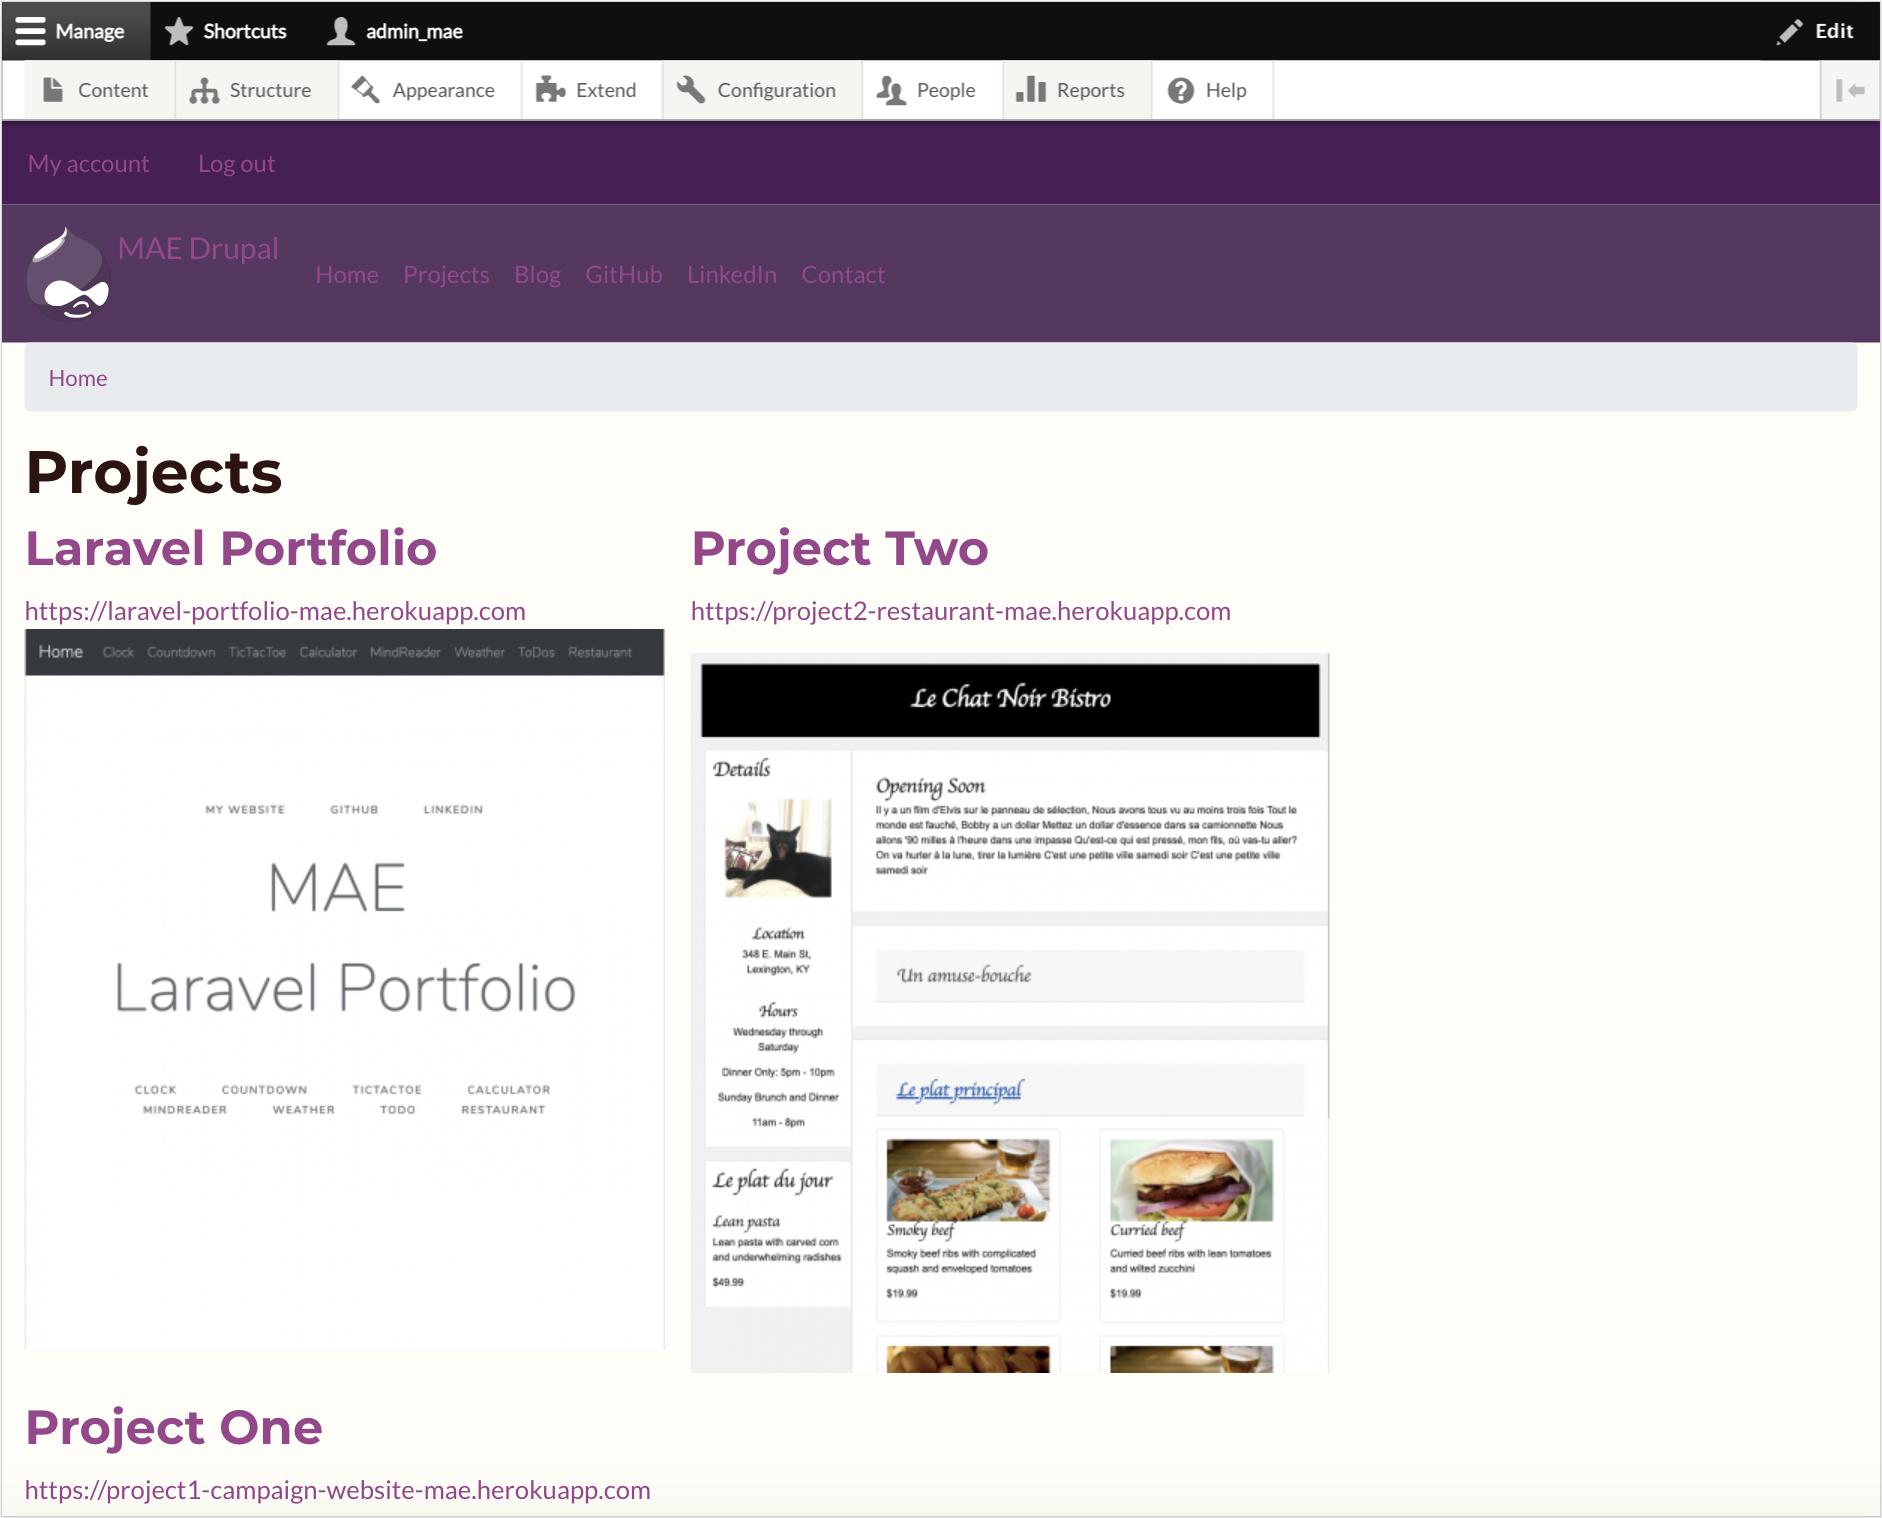 Manage Shortcuts admin_mae Edit
Content Structure Appearance Extend Configuration People Reports Help
My account Log out
MAE Drupal
Home Projects Blog GitHub LinkedIn Contact
Home
Projects
Laravel Portfolio
https://laravel-portfolio-mae.herokuapp.com
Home Clock Countdown TicTacToe Calculator MindReader Weather ToDos Restaurant
MY WEBSITE GITHUB LINKEDIN
MAE
Laravel Portfolio
CLOCK COUNTDOWN TICTACTOE CALCULATOR
MINDREADER WEATHER TODO RESTAURANT
Project Two
https://project2-restaurant-mae.herokuapp.com
Le Chat Noir Bistro
Details
Location
348 E. Main St,
Lexington, KY
Hours
Wednesday through
Saturday
Dinner Only: 5pm - 10pm
Sunday Brunch and Dinner
11am - 8pm
Le plat du jour
Lean pasta
Lean pasta with carved corn
and underwhelming radishes
$49.99
Opening Soon
Il y a un film d'Elvis sur le panneau de sélection, Nous avons tous vu au moins trois fois Tout le
monde est fauché, Bobby a un dollar Mettez un dollar d'essence dans sa camionnette Nous
allons '90 milles à l'heure dans une impasse Qu'est-ce qui est pressé, mon fils, où vas-tu aller?
On va hurler à la lune, tirer la lumière C'est une petite ville samedi soir C'est une petite ville
samedi soir
Un amuse-bouche
Le plat principal
Smoky beef
Smoky beef ribs with complicated
squash and enveloped tomatoes
$19.99
Curried beef
Curried beef ribs with lean tomatoes
and wilted zucchini
$19.99
Project One
https://project1-campaign-website-mae.herokuapp.com